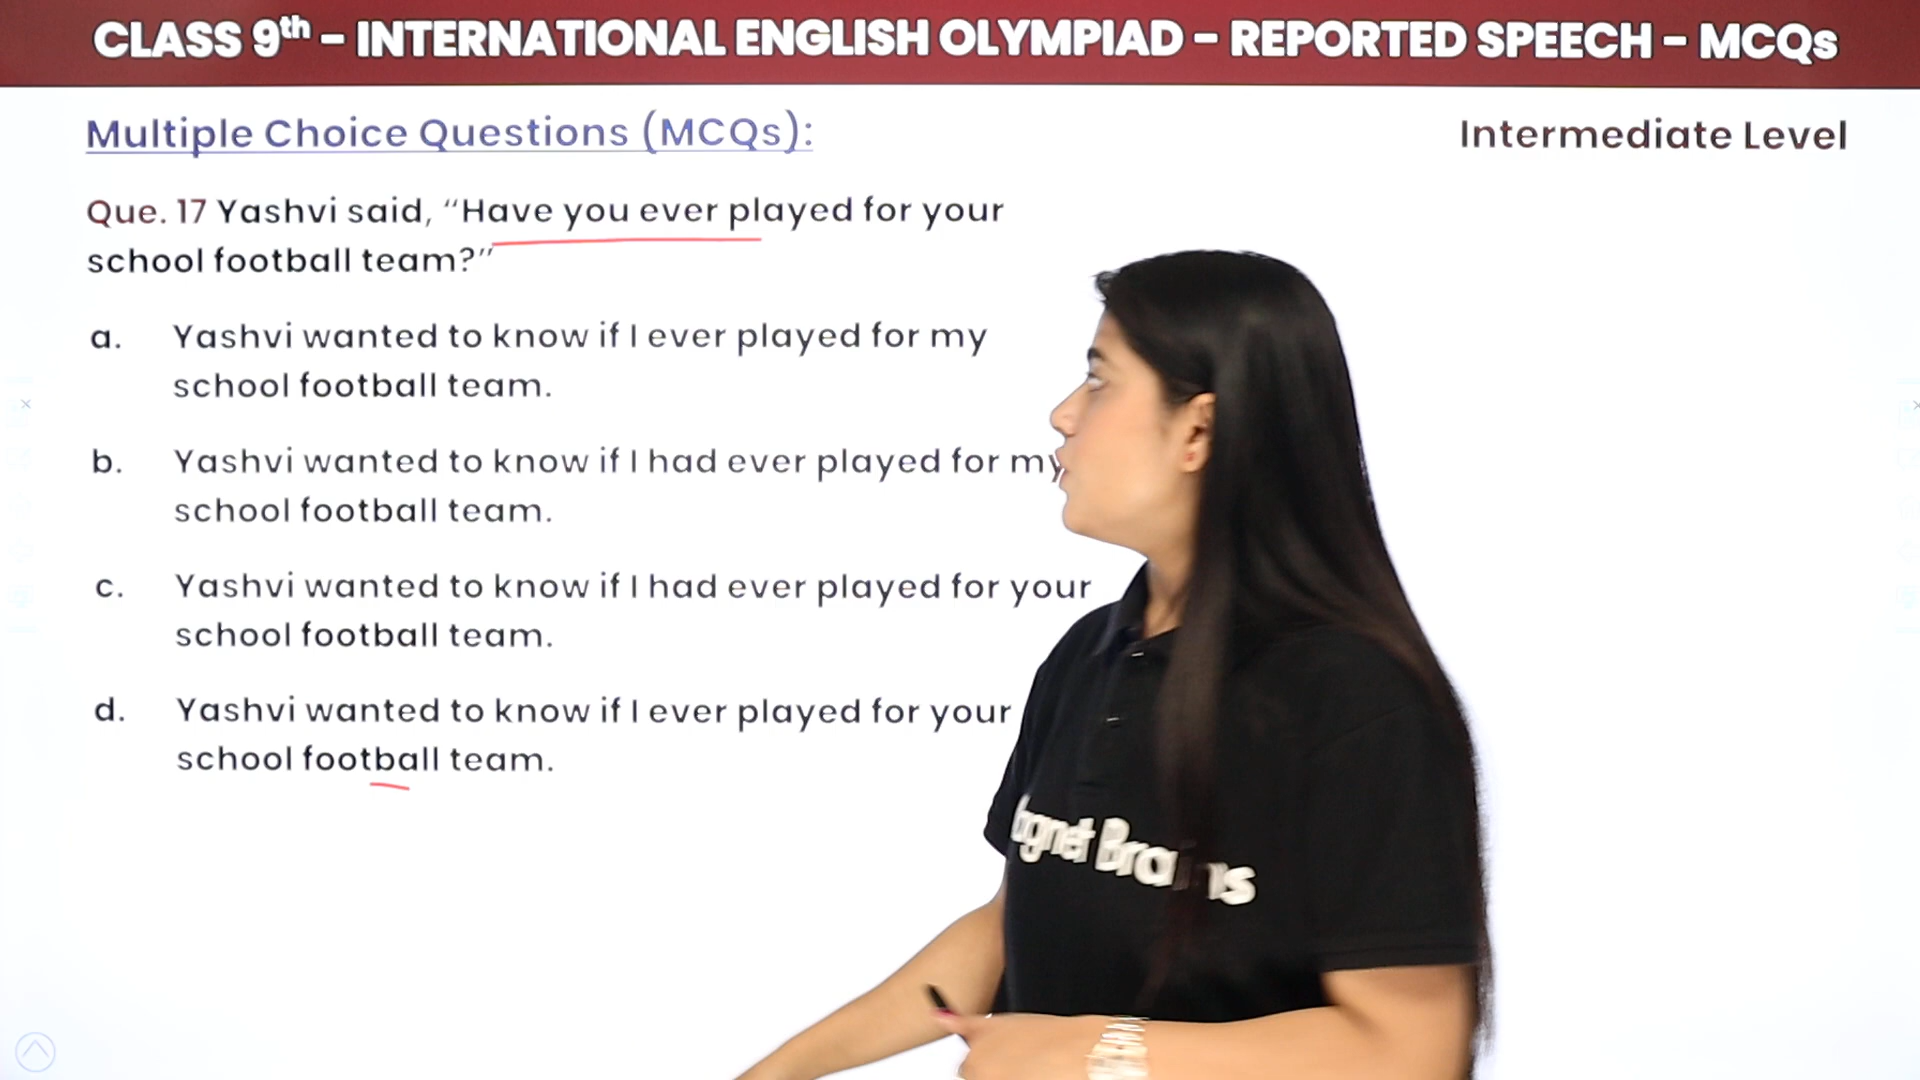 CLASS 9th - INTERNATIONAL ENGLISH OLYMPIAD - REPORTED SPEECH - MCQs
Multiple Choice Questions (MCQs):
Intermediate Level
Que. 17 Yashvi said, “Have you ever played for your
school football team?”
a. Yashvi wanted to know if I ever played for my
school football team.
b. Yashvi wanted to know if I had ever played for my
school football team.
c. Yashvi wanted to know if I had ever played for your
school football team.
d. Yashvi wanted to know if I ever played for your
school football team.